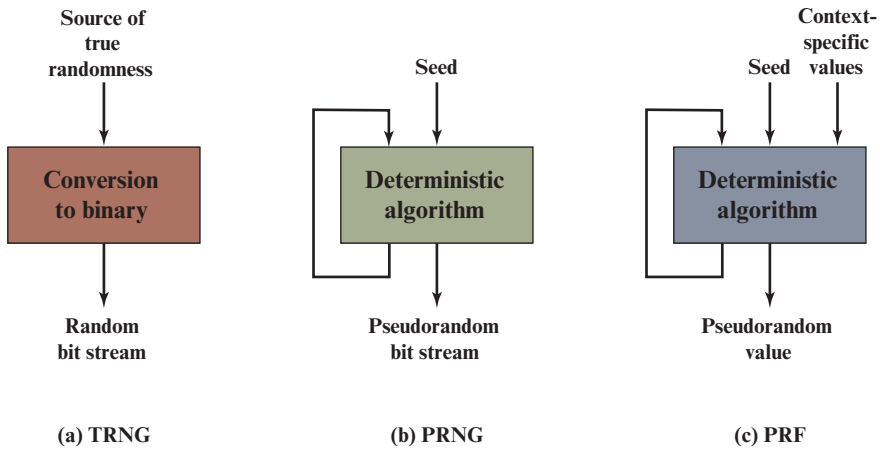 Source of
true
randomness
Conversion
to binary
Random
bit stream
(a) TRNG
Seed
Deterministic
algorithm
Pseudorandom
bit stream
(b) PRNG
Context-
specific
values
Seed
Deterministic
algorithm
Pseudorandom
value
(c) PRF